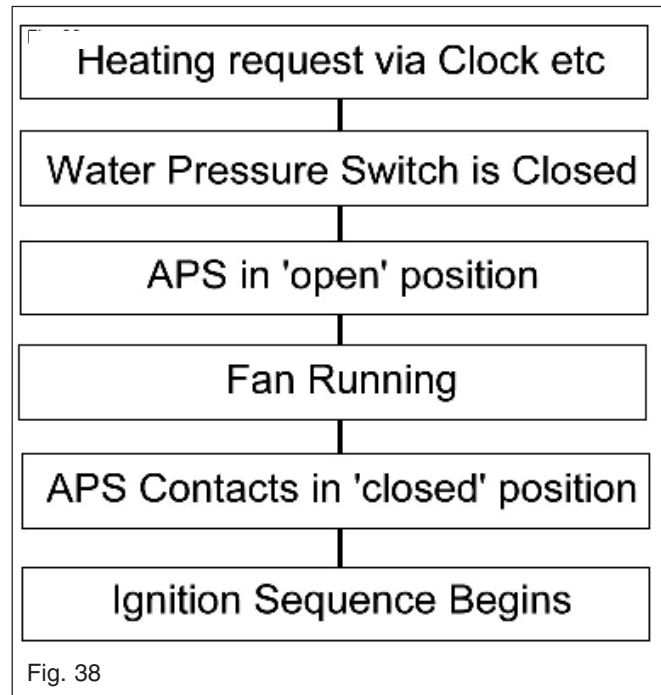 Heating request via Clock etc
Water Pressure Switch is Closed
APS in 'open' position
Fan Running
APS Contacts in 'closed' position
Ignition Sequence Begins
Fig. 38